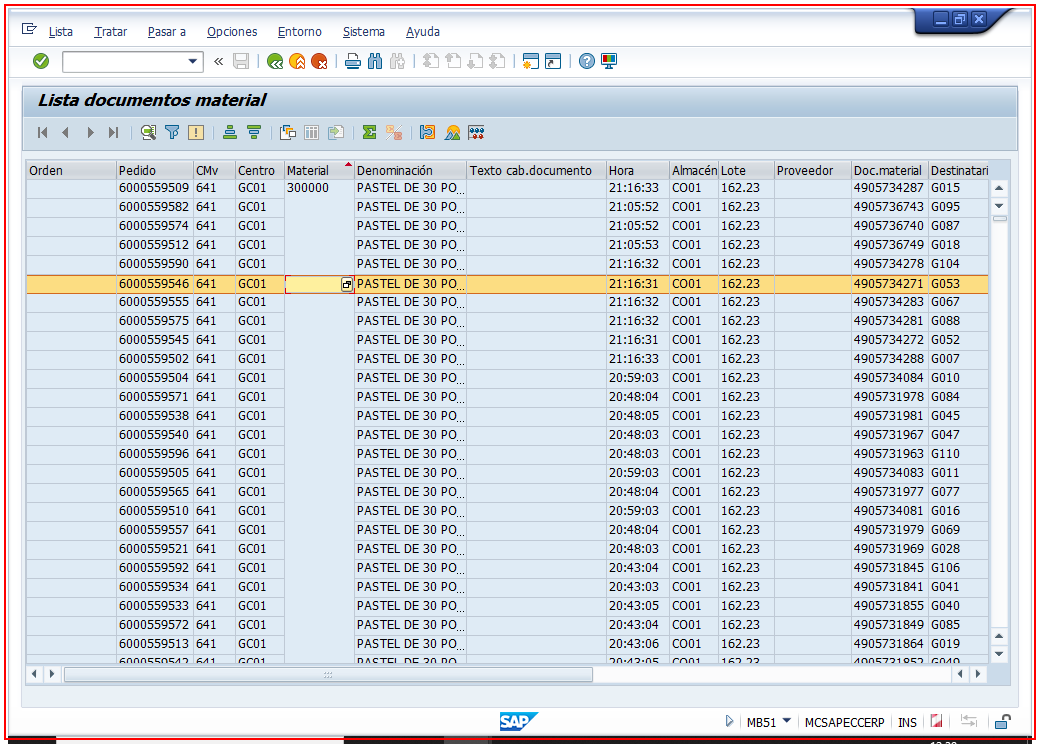 Lista Tratar Pasar a Opciones Entorno Sistema Ayuda
Lista documentos material
Orden Pedido CMv Centro Material Denominación Texto cab.documento Hora Almacén Lote Proveedor Doc.material Destinatari
6000559509 641 GC01 300000 PASTEL DE 30 PO... 21:16:33 CO01 162.23 4905734287 G015
6000559582 641 GC01 PASTEL DE 30 PO... 21:05:52 CO01 162.23 4905736743 G095
6000559574 641 GC01 PASTEL DE 30 PO... 21:05:52 CO01 162.23 4905736740 G087
6000559512 641 GC01 PASTEL DE 30 PO... 21:05:53 CO01 162.23 4905736749 G018
6000559590 641 GC01 PASTEL DE 30 PO... 21:16:32 CO01 162.23 4905734278 G104
6000559546 641 GC01 PASTEL DE 30 PO... 21:16:31 CO01 162.23 4905734271 G053
6000559555 641 GC01 PASTEL DE 30 PO... 21:16:32 CO01 162.23 4905734283 G067
6000559575 641 GC01 PASTEL DE 30 PO... 21:16:32 CO01 162.23 4905734281 G088
6000559545 641 GC01 PASTEL DE 30 PO... 21:16:31 CO01 162.23 4905734272 G052
6000559502 641 GC01 PASTEL DE 30 PO... 21:16:33 CO01 162.23 4905734288 G007
6000559504 641 GC01 PASTEL DE 30 PO... 20:59:03 CO01 162.23 4905734084 G010
6000559571 641 GC01 PASTEL DE 30 PO... 20:48:04 CO01 162.23 4905731978 G084
6000559538 641 GC01 PASTEL DE 30 PO... 20:48:05 CO01 162.23 4905731981 G045
6000559540 641 GC01 PASTEL DE 30 PO... 20:48:03 CO01 162.23 4905731967 G047
6000559596 641 GC01 PASTEL DE 30 PO... 20:48:03 CO01 162.23 4905731963 G110
6000559505 641 GC01 PASTEL DE 30 PO... 20:59:03 CO01 162.23 4905734083 G011
6000559565 641 GC01 PASTEL DE 30 PO... 20:48:04 CO01 162.23 4905731977 G077
6000559510 641 GC01 PASTEL DE 30 PO... 20:59:03 CO01 162.23 4905734081 G016
6000559557 641 GC01 PASTEL DE 30 PO... 20:48:04 CO01 162.23 4905731979 G069
6000559521 641 GC01 PASTEL DE 30 PO... 20:48:03 CO01 162.23 4905731969 G028
6000559592 641 GC01 PASTEL DE 30 PO... 20:43:04 CO01 162.23 4905731845 G106
6000559534 641 GC01 PASTEL DE 30 PO... 20:43:03 CO01 162.23 4905731841 G041
6000559533 641 GC01 PASTEL DE 30 PO... 20:43:05 CO01 162.23 4905731855 G040
6000559572 641 GC01 PASTEL DE 30 PO... 20:43:04 CO01 162.23 4905731849 G085
6000559513 641 GC01 PASTEL DE 30 PO... 20:43:06 CO01 162.23 4905731864 G019
6000559542 641 GC01 PASTEL DE 30 PO 20:43:05 CO01 162.23 4905731852 G049
SAP MB51 MCSAPECCERP INS